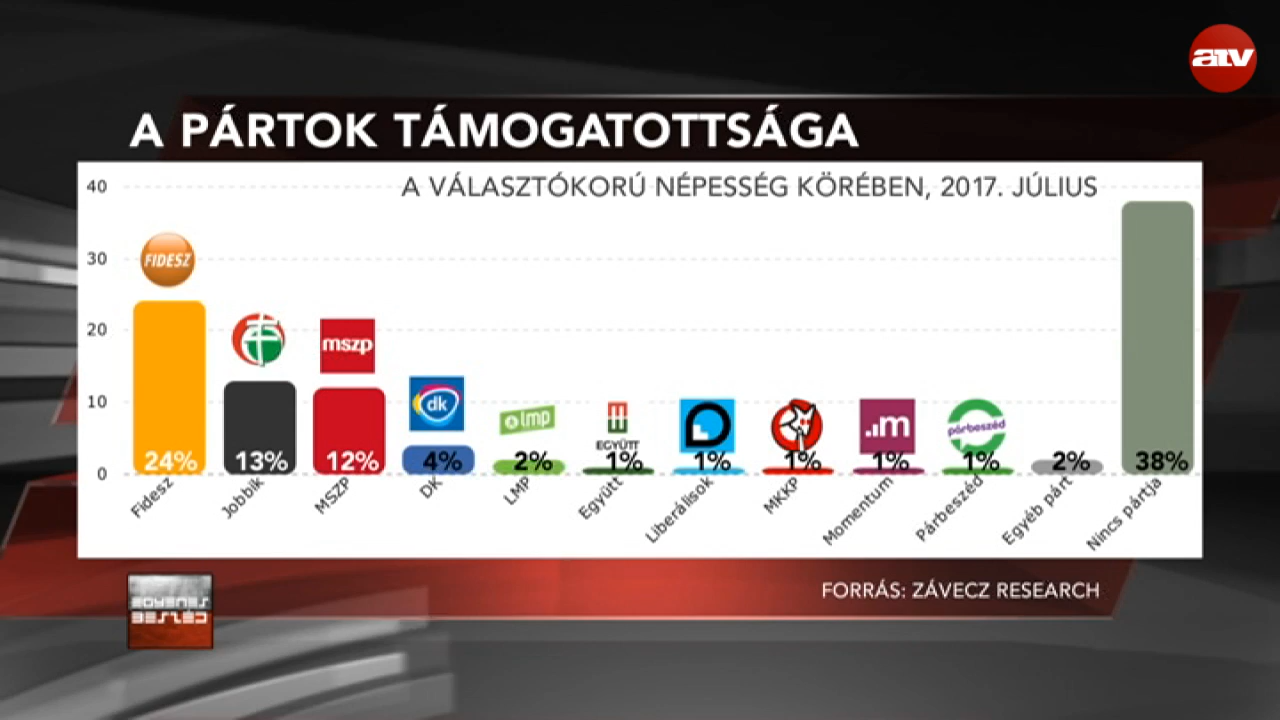 atv
A PÁRTOK TÁMOGATOTTSÁGA
A VÁLASZTÓKORÚ NÉPESSÉG KÖRÉBEN, 2017. JÚLIUS
40
30
20
10
0
FIDESZ
mszp
dk
lmp
EGYÜTT
.:m
párbeszéd
24% 13% 12% 4% 2% 1% 1% 1% 1% 1% 2% 38%
Fidesz Jobbik MSZP DK LMP Együtt Liberálisok MKKP Momentum Párbeszéd Egyéb párt Nincs pártja
FORRÁS: ZÁVECZ RESEARCH
EGYENES
BESZÉD